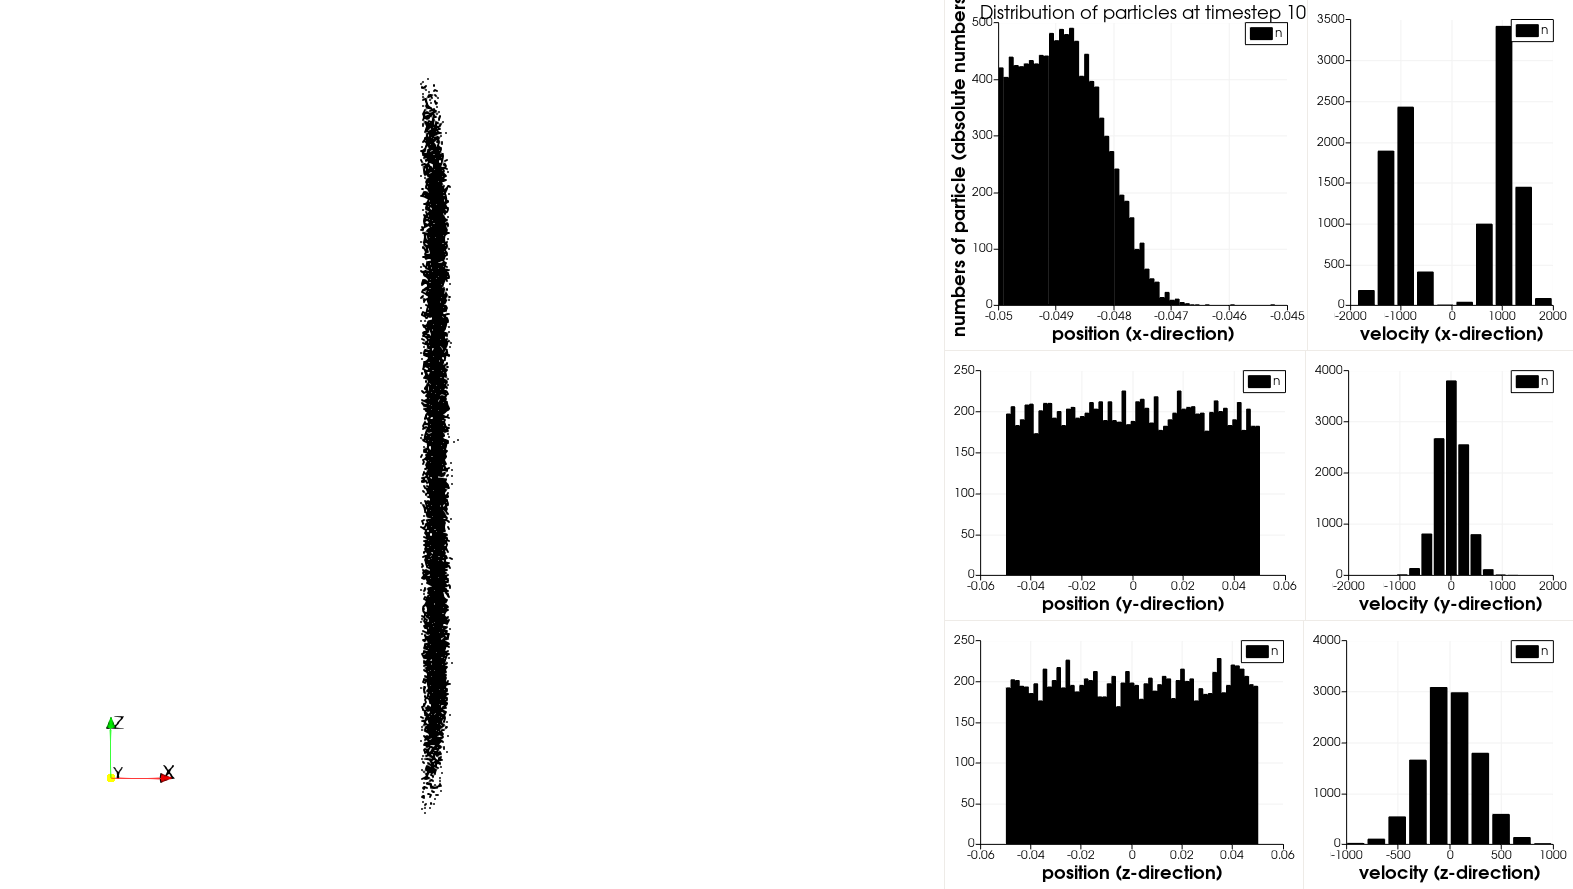 Distribution of particles at timestep 10
numbers of particle (absolute numbers
500
400
300
200
100
0
-0.05 -0.049 -0.048 -0.047 -0.046 -0.045
position (x-direction)
n
3500
3000
2500
2000
1500
1000
500
0
-2000 -1000 0 1000 2000
velocity (x-direction)
n
250
200
150
100
50
0
-0.06 -0.04 -0.02 0 0.02 0.04 0.06
position (y-direction)
n
4000
3000
2000
1000
0
-2000 -1000 0 1000 2000
velocity (y-direction)
n
250
200
150
100
50
0
-0.06 -0.04 -0.02 0 0.02 0.04 0.06
position (z-direction)
n
4000
3000
2000
1000
0
-1000 -500 0 500 1000
velocity (z-direction)
n
Z
Y X